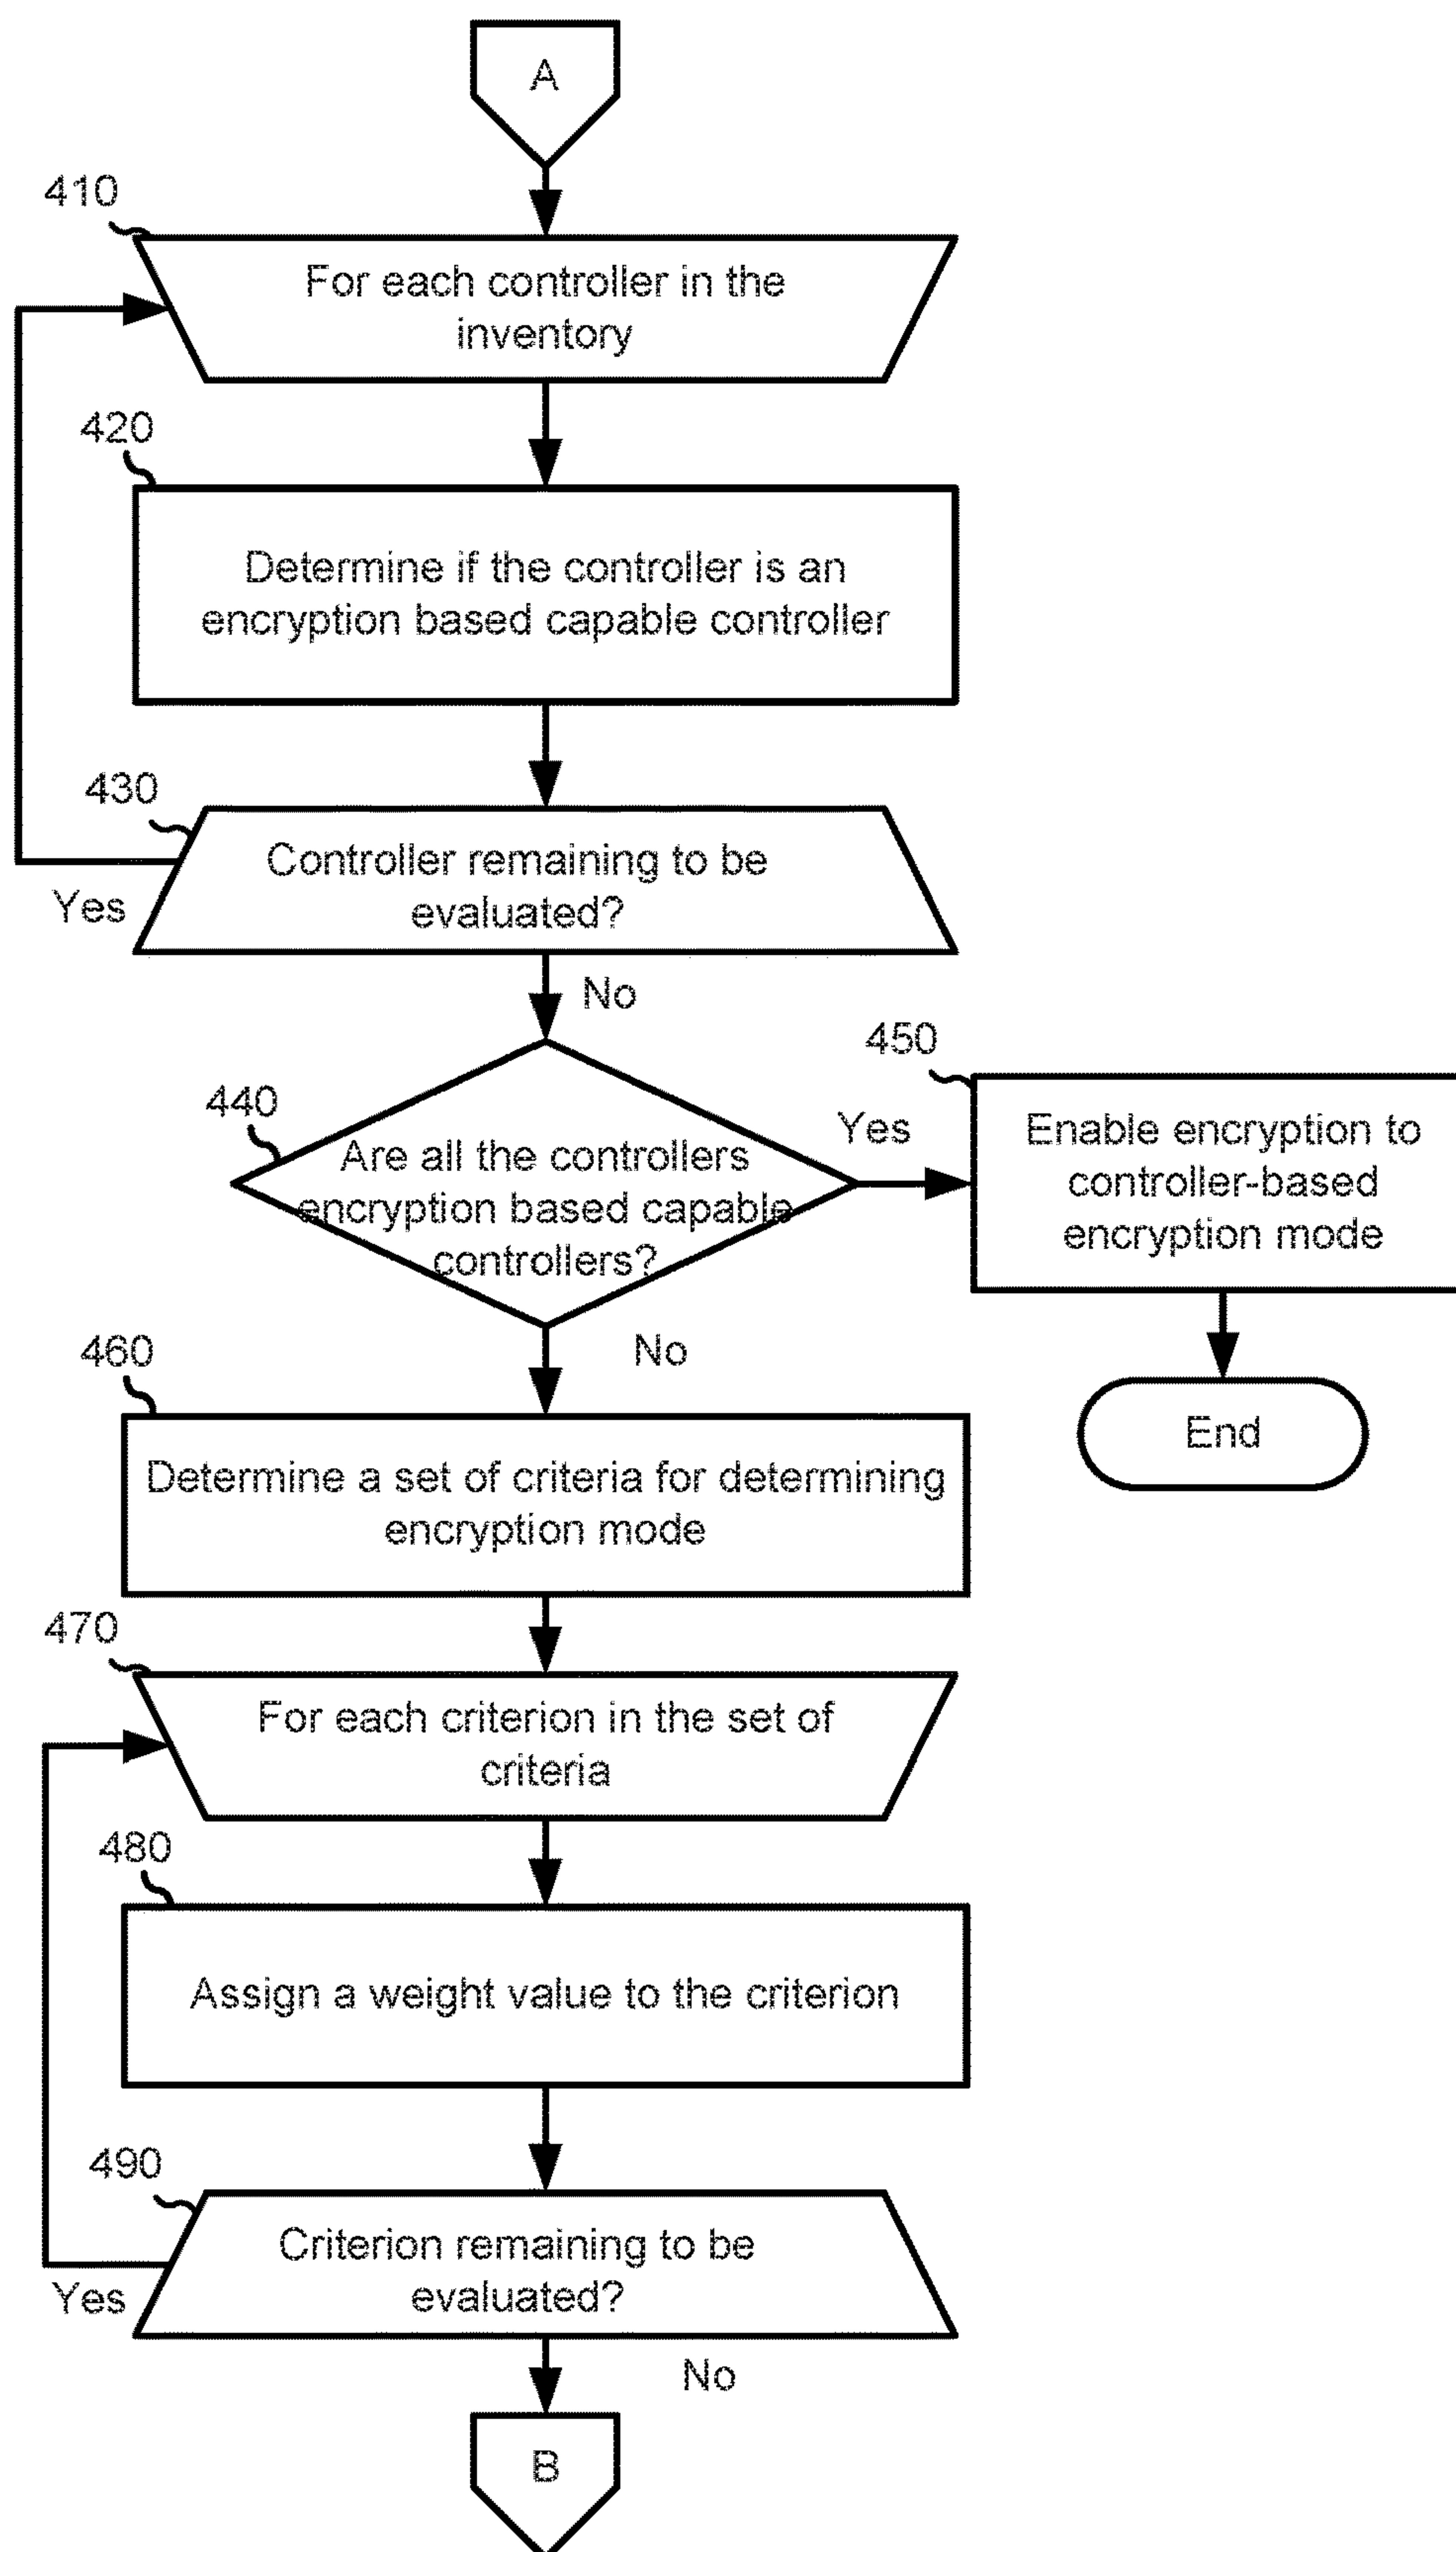 A
410
For each controller in the
inventory
420
Determine if the controller is an
encryption based capable controller
430
Controller remaining to be
evaluated?
Yes
No
440
Are all the controllers
encryption based capable
controllers?
Yes
450
Enable encryption to
controller-based
encryption mode
End
No
460
Determine a set of criteria for determining
encryption mode
470
For each criterion in the set of
criteria
480
Assign a weight value to the criterion
490
Criterion remaining to be
evaluated?
Yes
No
B